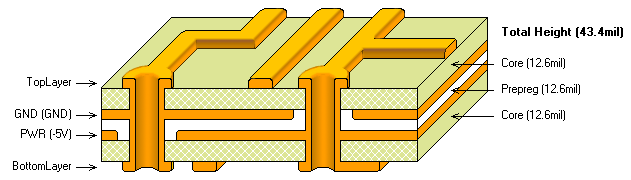 Total Height (43.4mil)
Core (12.6mil)
TopLayer
Prepreg (12.6mil)
GND (GND)
Core (12.6mil)
PWR (-5V)
BottomLayer